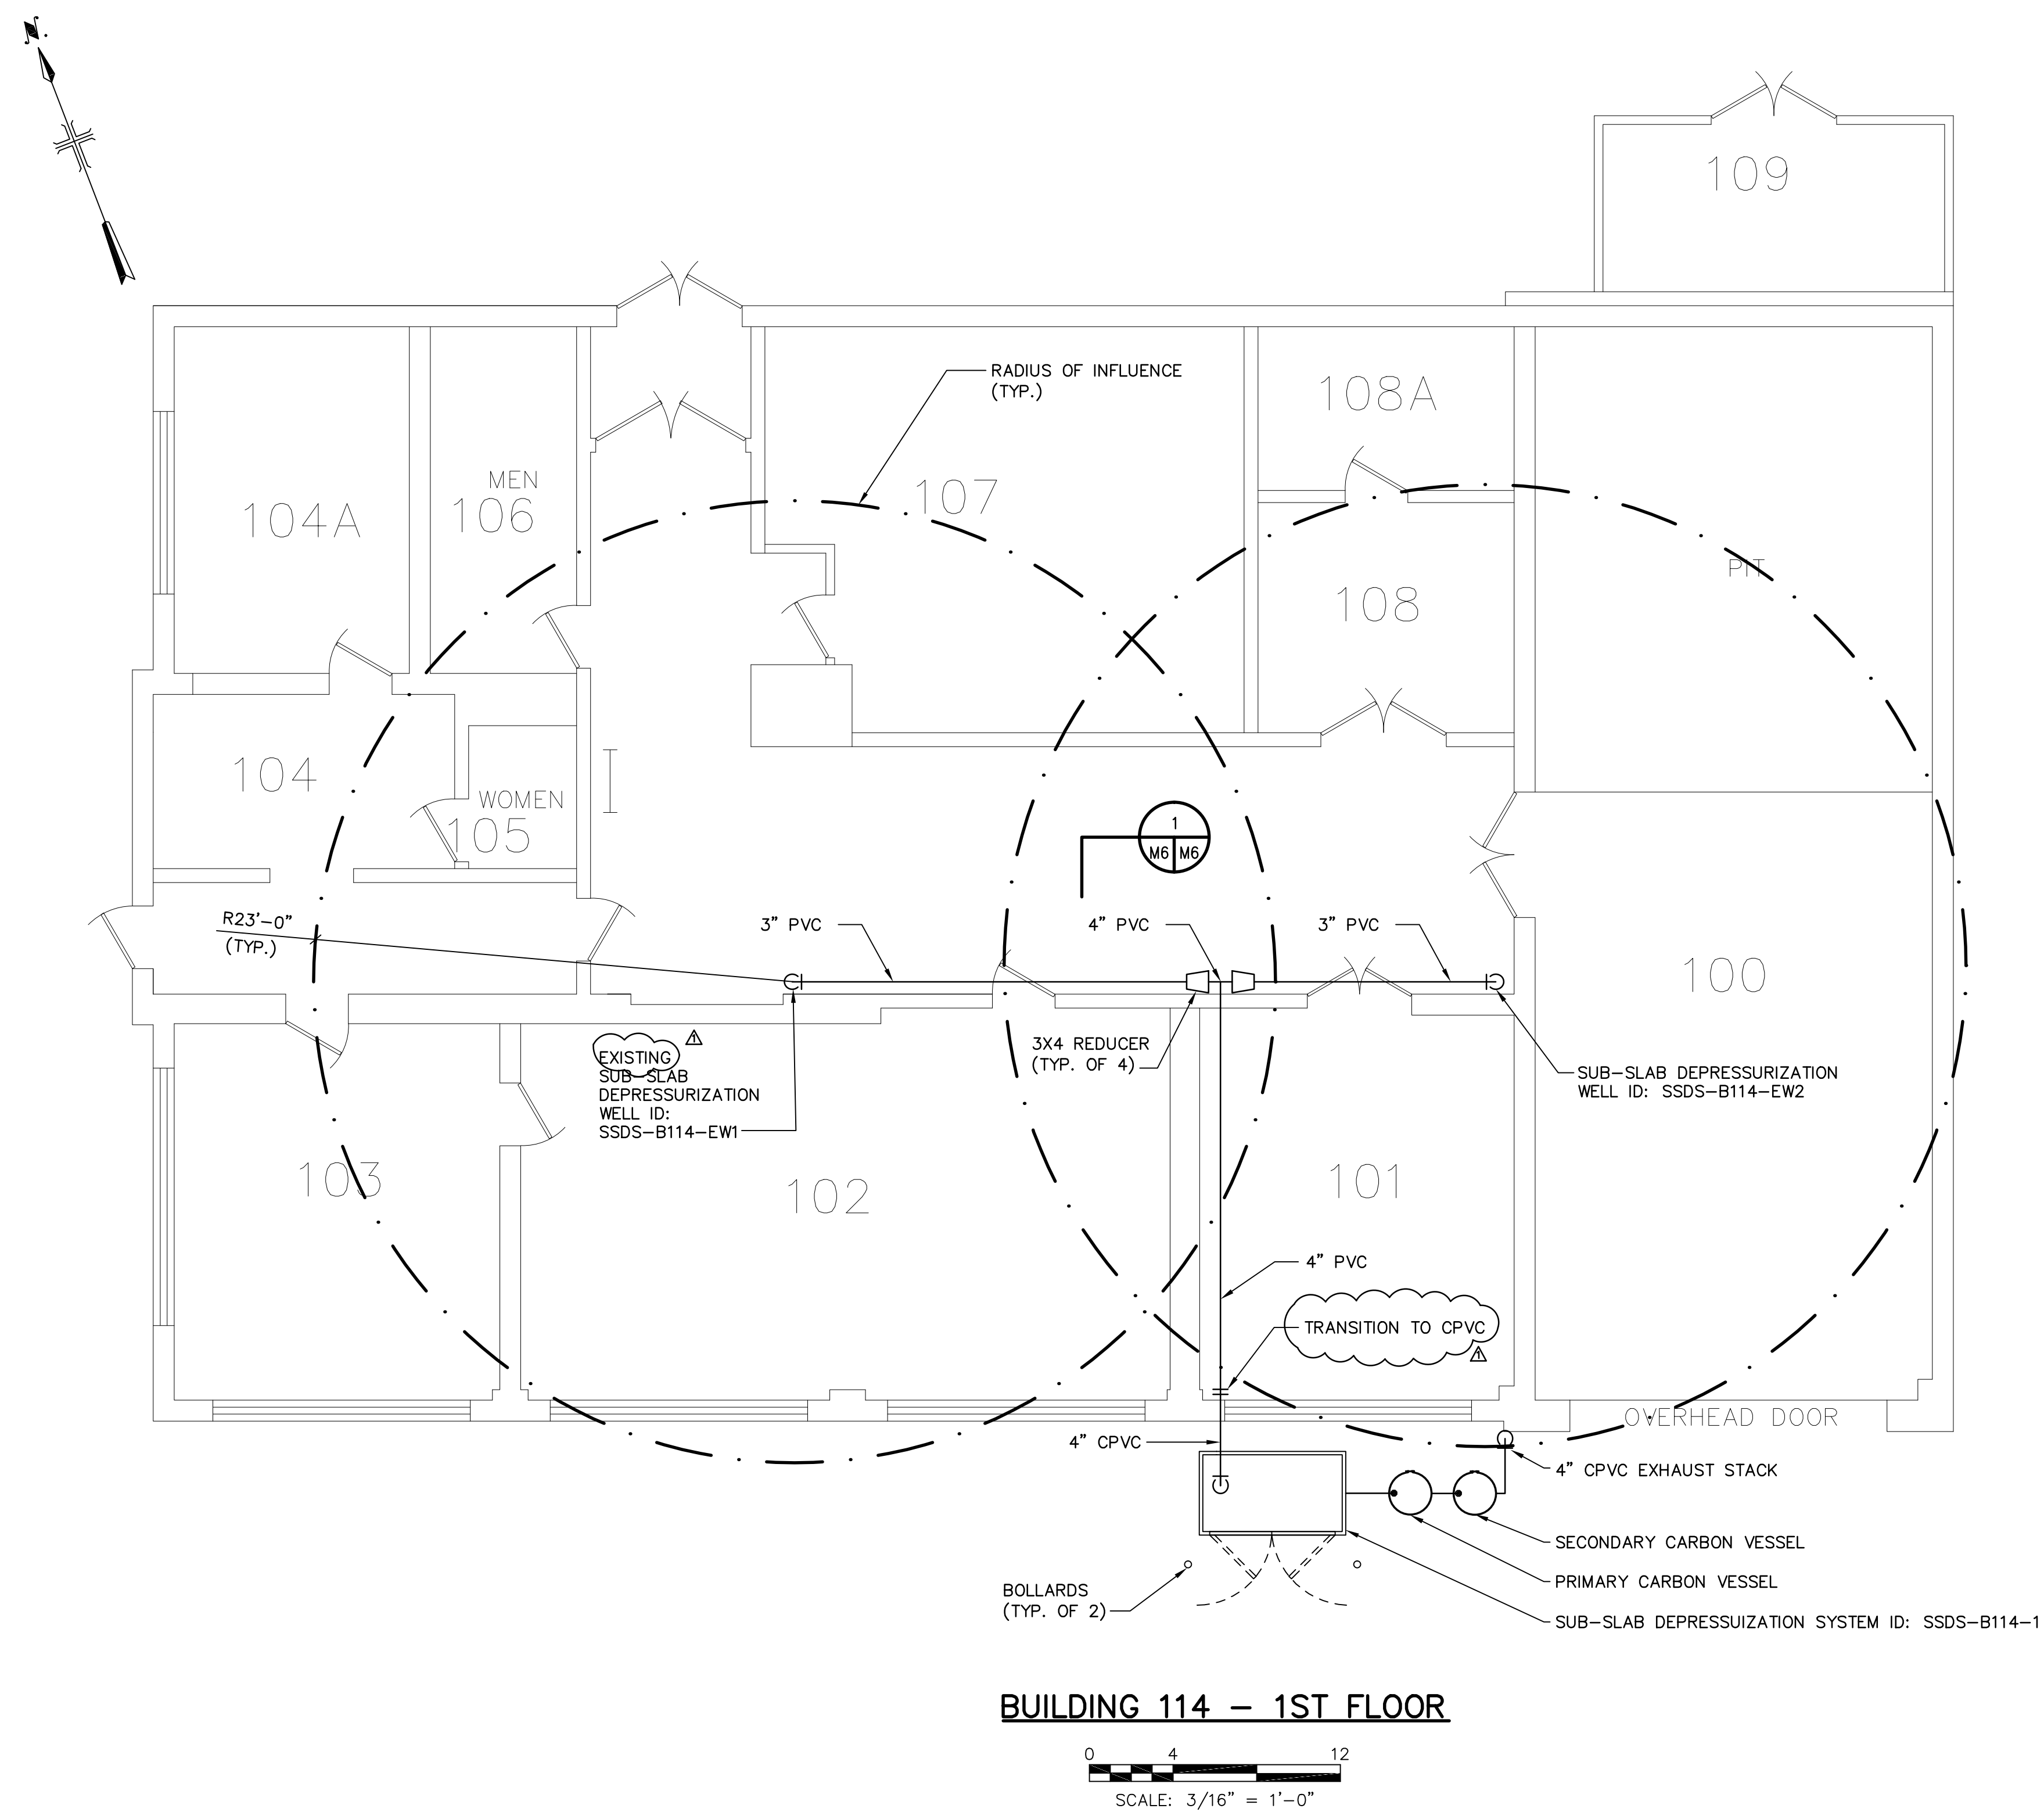 N.
109
RADIUS OF INFLUENCE
(TYP.)
108A
MEN
106
104A
107
PIT
108
104
WOMEN
105
1
M6 M6
R23'-0"
(TYP.)
3" PVC
4" PVC
3" PVC
100
EXISTING
1
SUB-SLAB
DEPRESSURIZATION
WELL ID:
SSDS-B114-EW1
3X4 REDUCER
(TYP. OF 4)
SUB-SLAB DEPRESSURIZATION
WELL ID: SSDS-B114-EW2
103
102
101
4" PVC
TRANSITION TO CPVC
1
OVERHEAD DOOR
4" CPVC
4" CPVC EXHAUST STACK
SECONDARY CARBON VESSEL
PRIMARY CARBON VESSEL
BOLLARDS
(TYP. OF 2)
SUB-SLAB DEPRESSUIZATION SYSTEM ID: SSDS-B114-1
BUILDING 114 - 1ST FLOOR
0 4 12
SCALE: 3/16" = 1'-0"